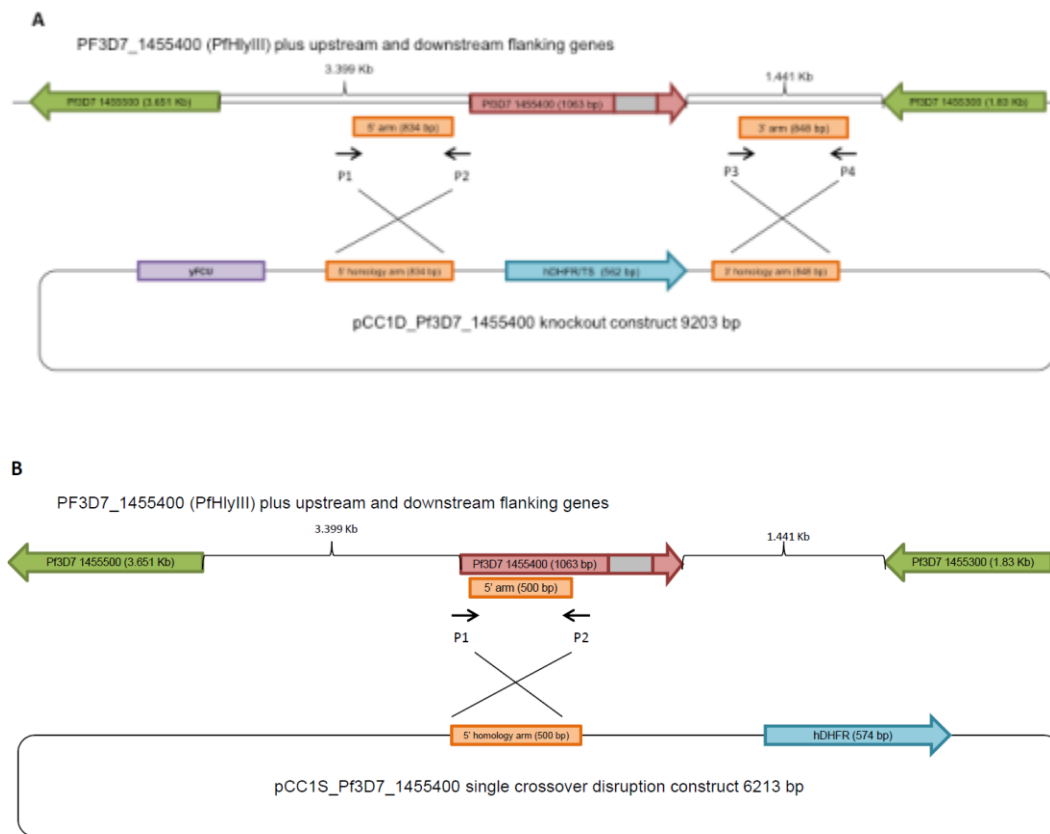 A
PF3D7_1455400 (PfHlyIII) plus upstream and downstream flanking genes
3.399 Kb
1.441 Kb
Pf3D7 1455500 (3.651 Kb)
Pf3D7 1455400 (1063 bp)
Pf3D7 1455300 (1.83 Kb)
5' arm (834 bp)
3' arm (848 bp)
P1
P2
P3
P4
yFCU
5' homology arm (834 bp)
hDHFR/TS (562 bp)
3' homology arm (848 bp)
pCC1D_Pf3D7_1455400 knockout construct 9203 bp
B
PF3D7_1455400 (PfHlyIII) plus upstream and downstream flanking genes
3.399 Kb
1.441 Kb
Pf3D7 1455500 (3.651 Kb)
Pf3D7 1455400 (1063 bp)
Pf3D7 1455300 (1.83 Kb)
5' arm (500 bp)
P1
P2
5' homology arm (500 bp)
hDHFR (574 bp)
pCC1S_Pf3D7_1455400 single crossover disruption construct 6213 bp